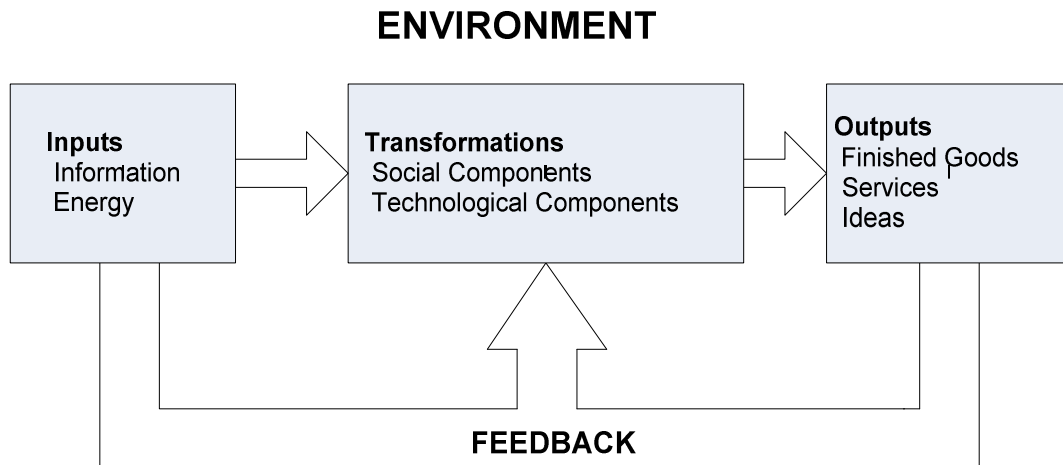 ENVIRONMENT
Inputs
Information
Energy
Transformations
Social Components
Technological Components
Outputs
Finished Goods
Services
Ideas
FEEDBACK